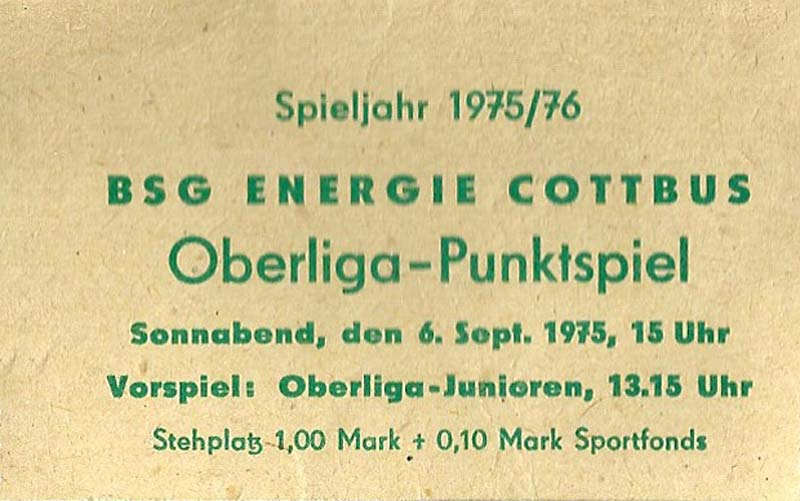 Spieljahr 1975/76
BSG ENERGIE COTTBUS
Oberliga-Punktspiel
Sonnabend, den 6. Sept. 1975, 15 Uhr
Vorspiel: Oberliga-Junioren, 13.15 Uhr
Stehplatz 1,00 Mark + 0,10 Mark Sportfonds